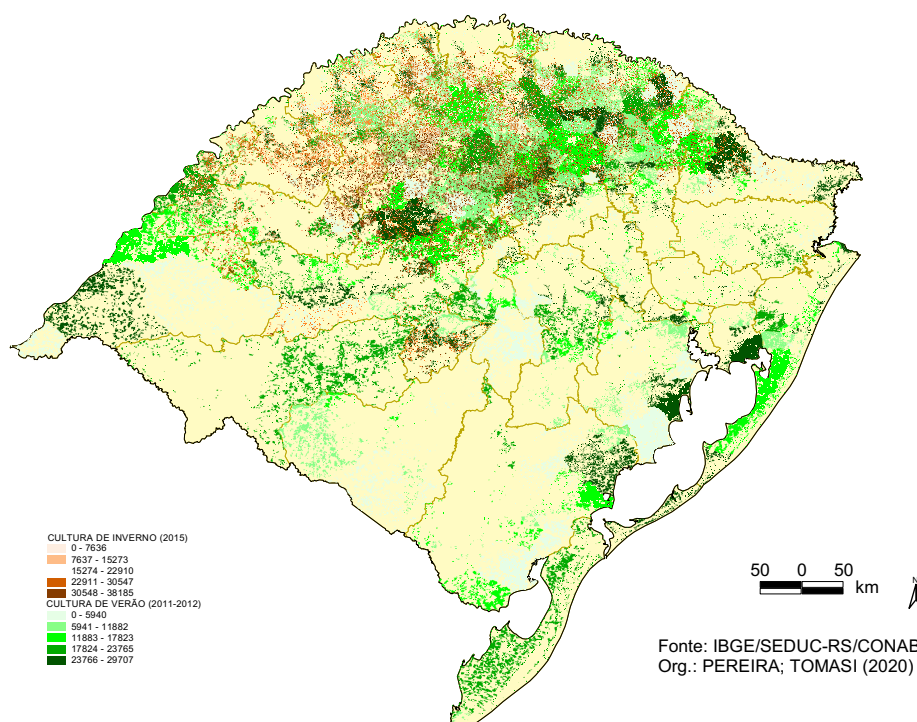 CULTURA DE INVERNO (2015)
0 - 7636
7637 - 15273
15274 - 22910
22911 - 30547
30548 - 38185
CULTURA DE VERÃO (2011-2012)
0 - 5940
5941 - 11882
11883 - 17823
17824 - 23765
23766 - 29707
50 0 50
km
N
Fonte: IBGE/SEDUC-RS/CONAB
Org.: PEREIRA; TOMASI (2020)